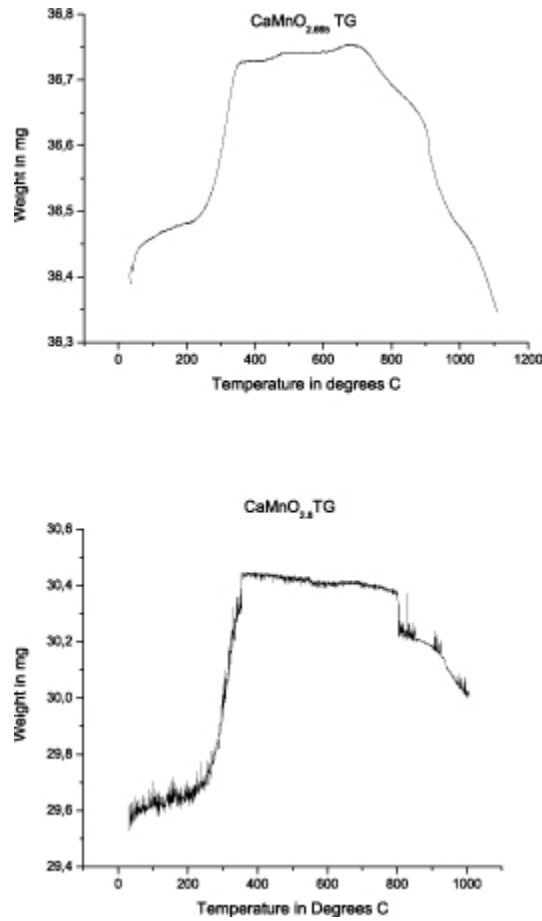 TG
36,8
36,7
36,6
36,5
36,4
36,3
Weight in mg
0 200 400 600 800 1000 1200
Temperature in degrees C
CaMnO₂.₈TG
30,6
30,4
30,2
30,0
29,8
29,6
29,4
Weight in mg
0 200 400 600 800 1000
Temperature in Degrees C